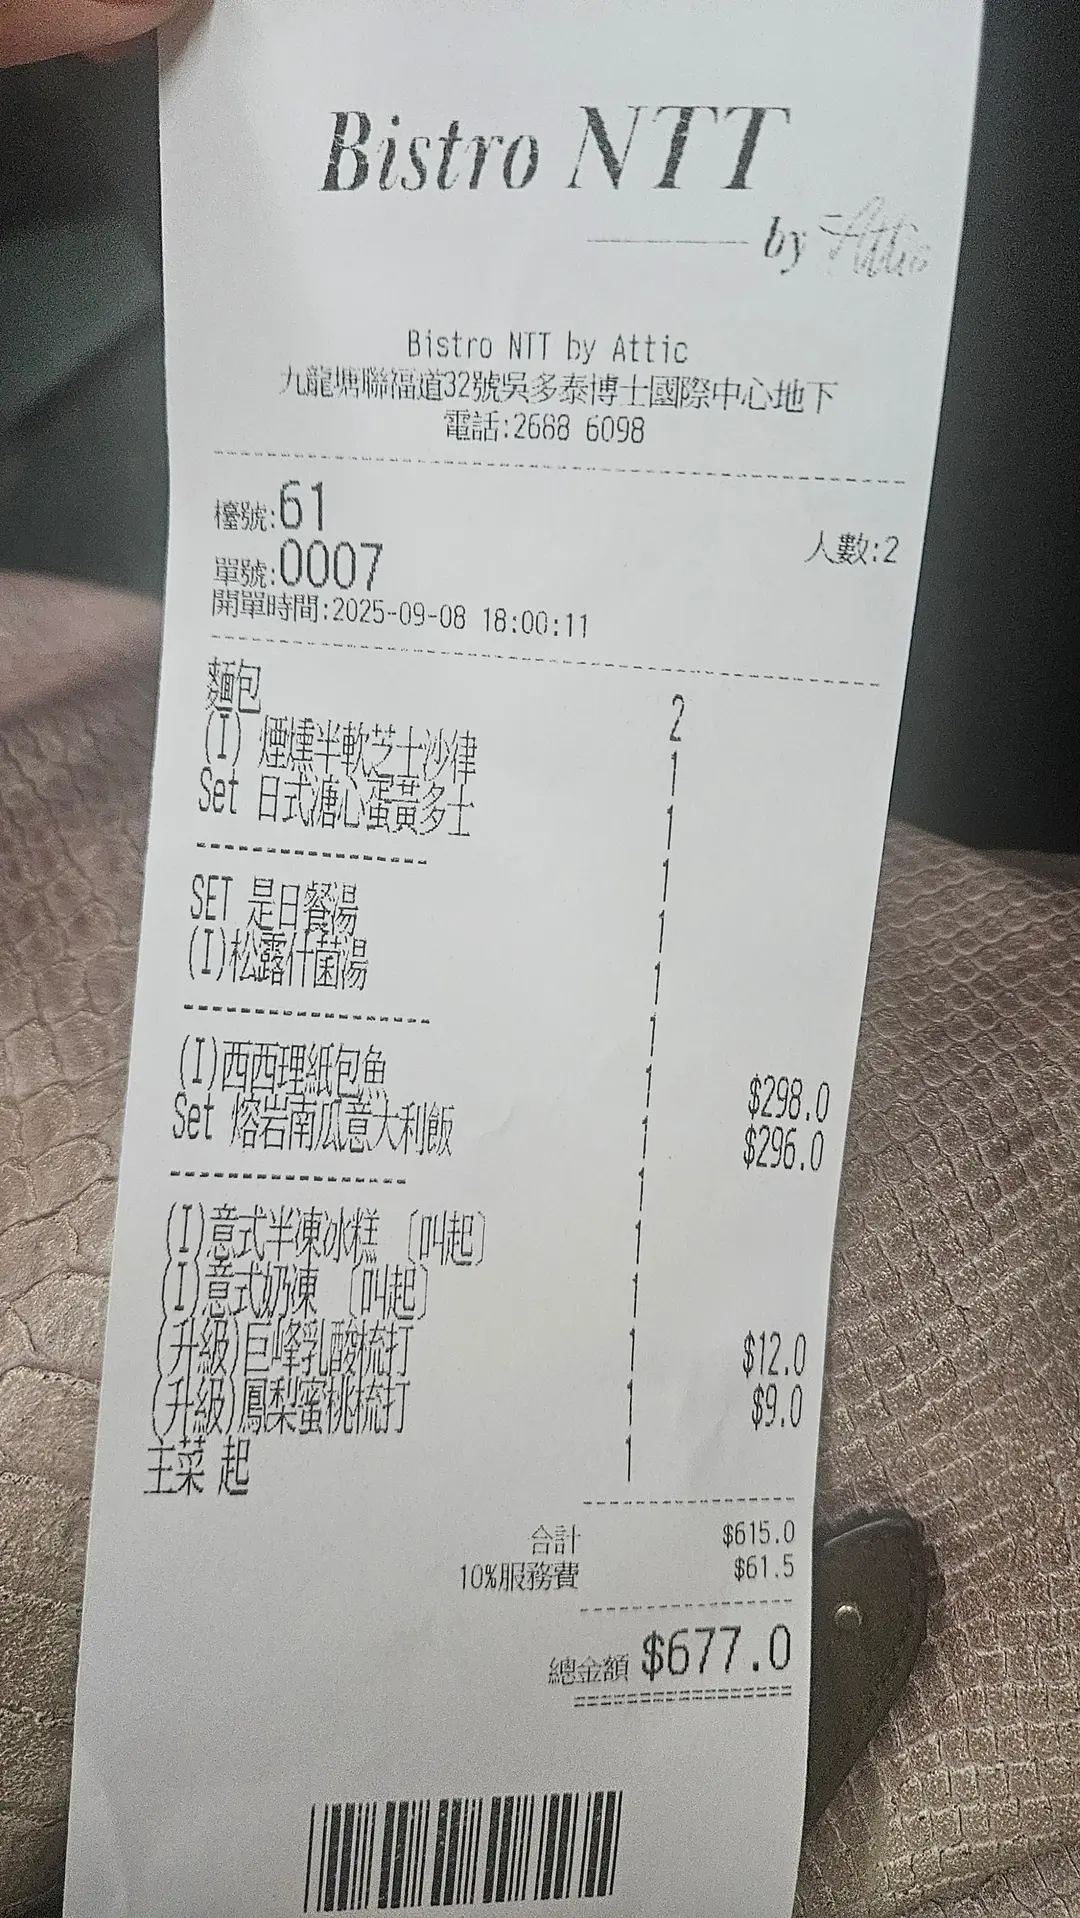 Bistro NTT
by Attic
Bistro NTT by Attic
九龍塘聯福道32號吳多泰博士國際中心地下
電話:2688 6098
檯號:61
人數:2
單號:0007
開單時間:2025-09-08 18:00:11
麵包 2
(I) 煙燻半軟芝士沙律 1
Set 日式溏心蛋黃多士 1
---------------- 1
SET 是日餐湯 1
(I)松露什菌湯 1
---------------- 1
(I)西西理紙包魚 1 $298.0
Set 熔岩南瓜意大利飯 1 $296.0
---------------- 1
(I)意式半凍冰糕 〔叫起〕 1
(I)意式奶凍 〔叫起〕 1
(升級)巨峰乳酸梳打 1 $12.0
(升級)鳳梨蜜桃梳打 1 $9.0
主菜 起 1
合計 $615.0
10%服務費 $61.5
總金額 $677.0